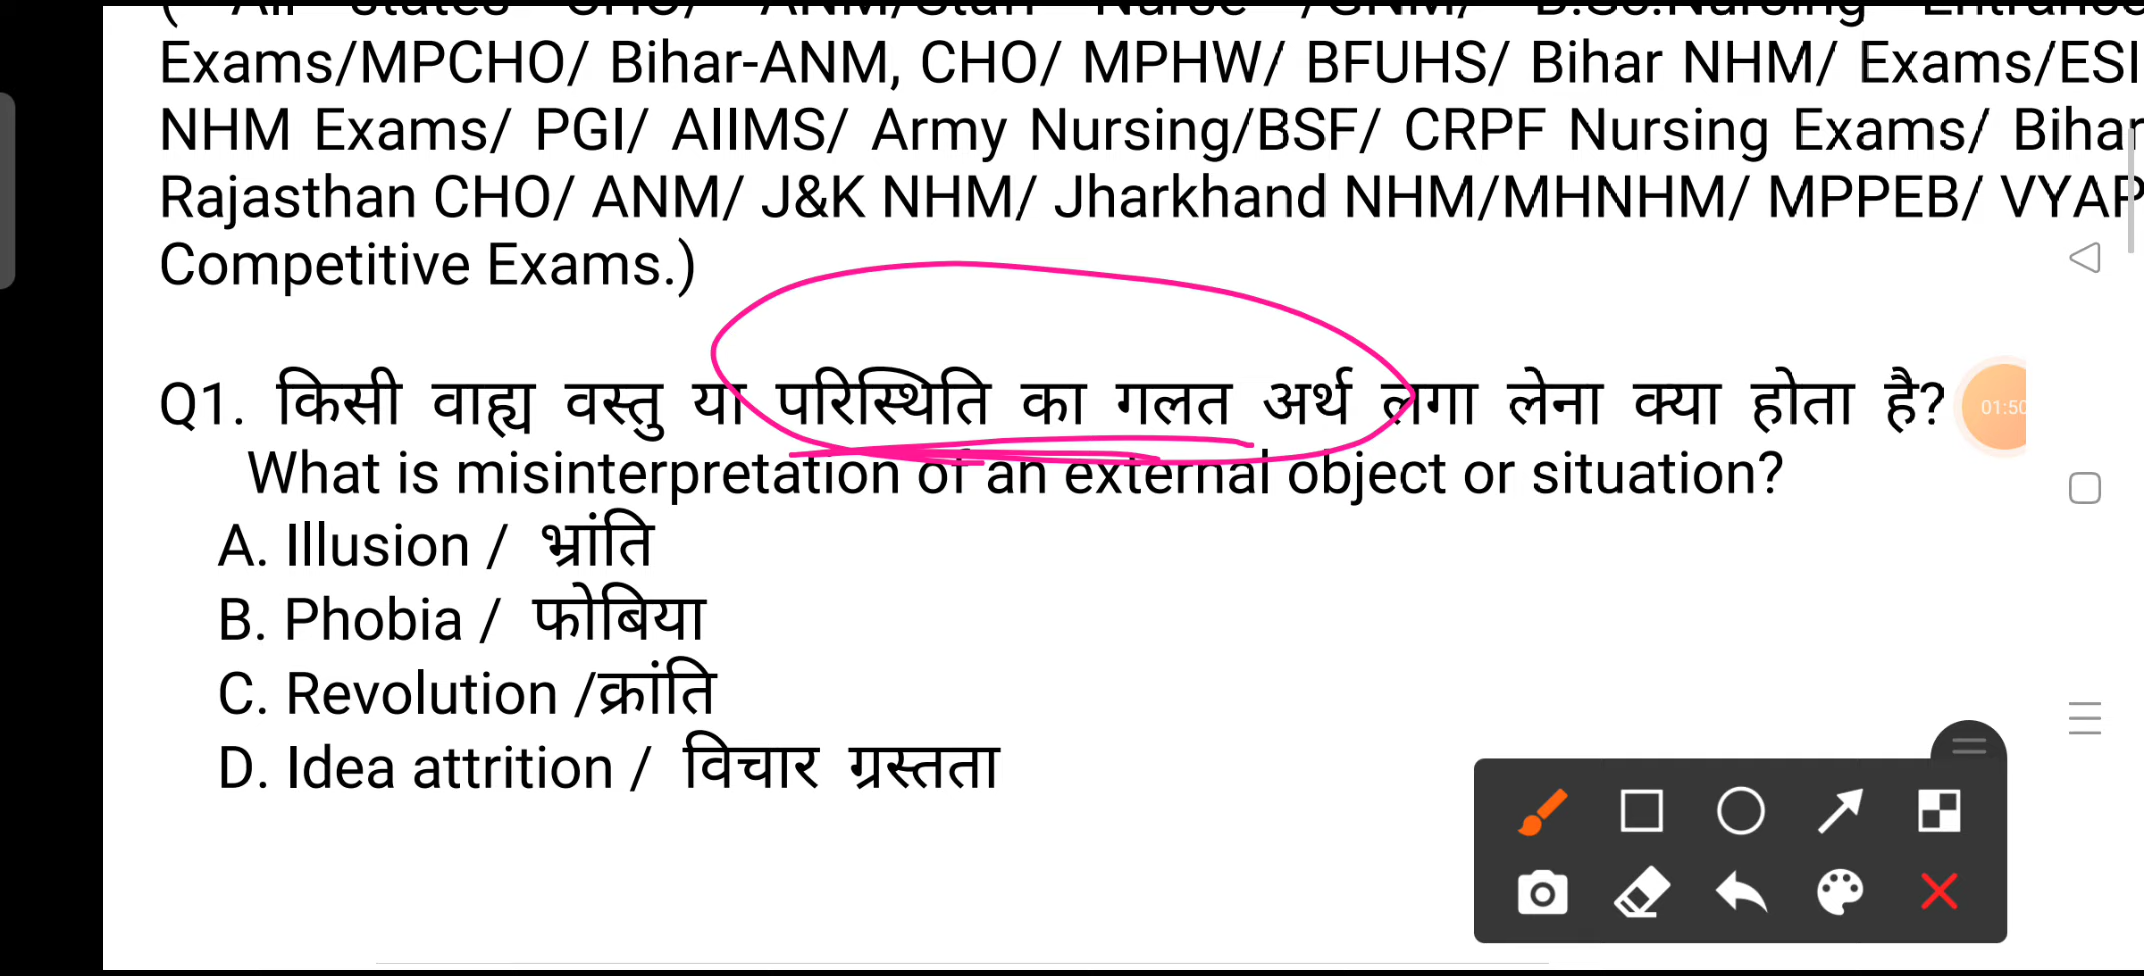 Exams/MPCHO/ Bihar-ANM, CHO/ MPHW/ BFUHS/ Bihar NHM/ Exams/ESI
NHM Exams/ PGI/ AIIMS/ Army Nursing/BSF/ CRPF Nursing Exams/ Bihar
Rajasthan CHO/ ANM/ J&K NHM/ Jharkhand NHM/MHNHM/ MPPEB/ VYAP
Competitive Exams.)
Q1. किसी वाह्य वस्तु या परिस्थिति का गलत अर्थ लगा लेना क्या होता है?
01:50
What is misinterpretation of an external object or situation?
A. Illusion / भ्रांति
B. Phobia / फोबिया
C. Revolution /क्रांति
D. Idea attrition / विचार ग्रस्तता